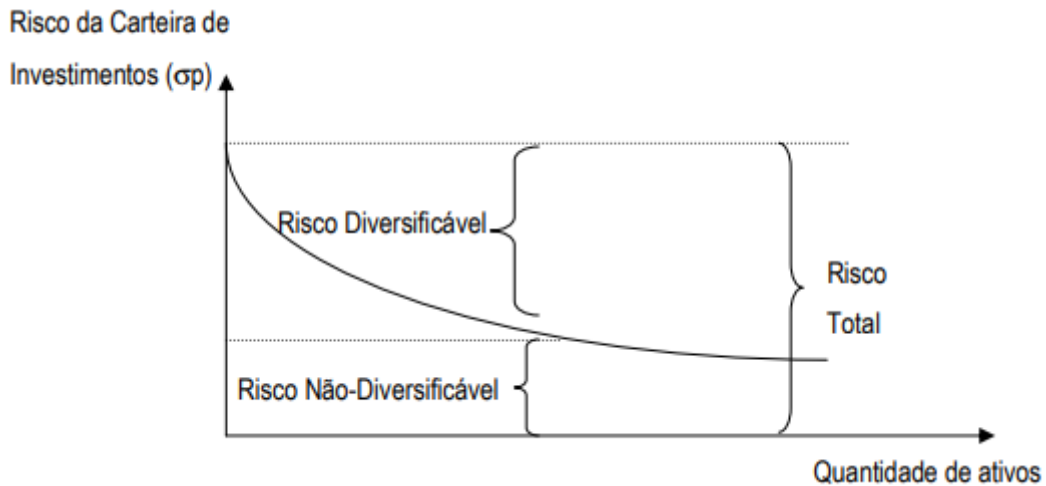 Risco da Carteira de
Investimentos (σp)
Risco Diversificável
Risco
Total
Risco Não-Diversificável
Quantidade de ativos